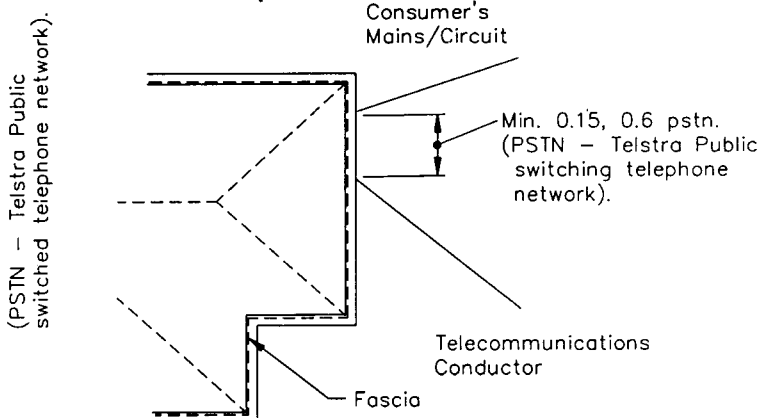 (PSTN – Telstra Public
switched telephone network).
Consumer's
Mains/Circuit
Min. 0.15, 0.6 pstn.
(PSTN – Telstra Public
switching telephone
network).
Telecommunications
Conductor
Fascia